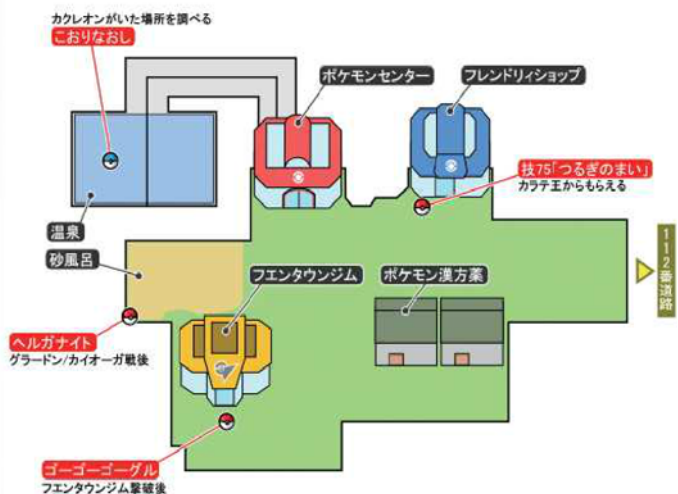 カクレオンがいた場所を調べる
こおりなおし
ポケモンセンター
フレンドリィショップ
技75「つるぎのまい」
カラテ王からもらえる
温泉
砂風呂
フエンタウンジム
ポケモン漢方薬
112番道路
ヘルガナイト
グラードン/カイオーガ戦後
ゴーゴーゴーグル
フエンタウンジム撃破後